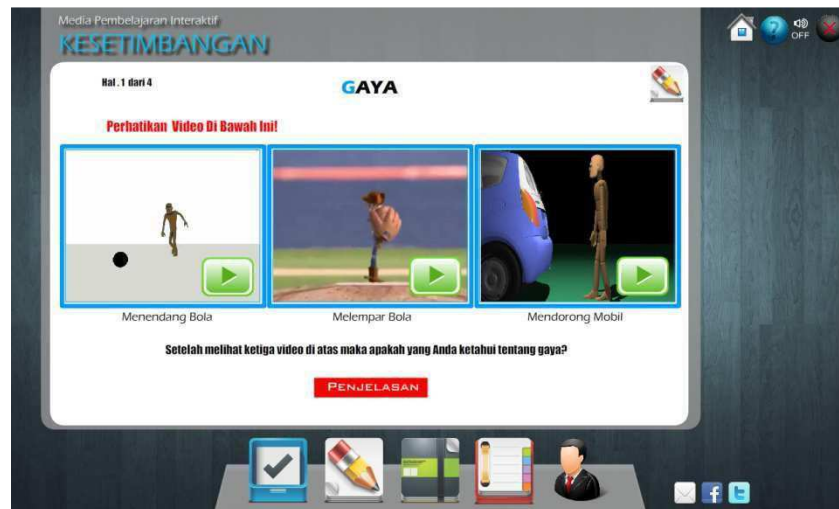 Media Pembelajaran Interaktif
KESETIMBANGAN
OFF
Hal . 1 dari 4
GAYA
Perhatikan Video Di Bawah Ini!
Menendang Bola
Melempar Bola
Mendorong Mobil
Setelah melihat ketiga video di atas maka apakah yang Anda ketahui tentang gaya?
PENJELASAN